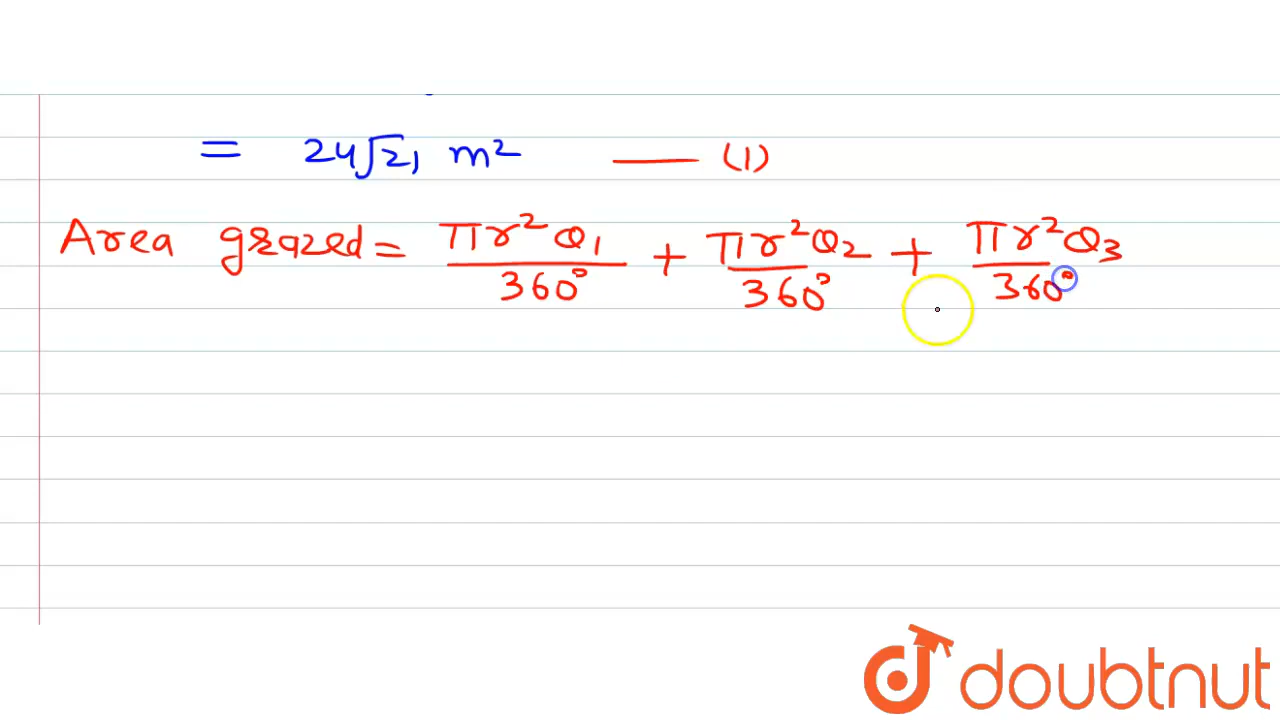 = 24√2, m² — (1)
Area grazed = πr²θ₁/360° + πr²θ₂/360° + πr²θ₃/360°
doubtnut